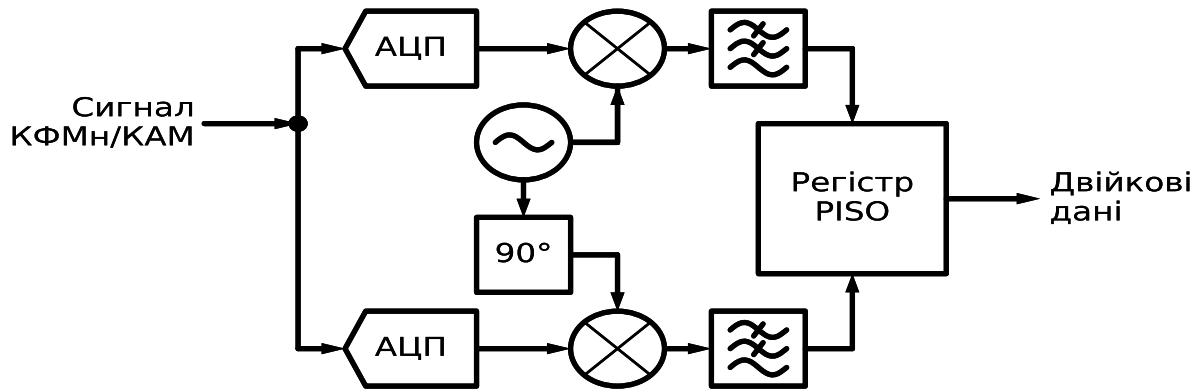 АЦП
Сигнал
КФМн/КАМ
Регістр
PISO
Двійкові
дані
90°
АЦП